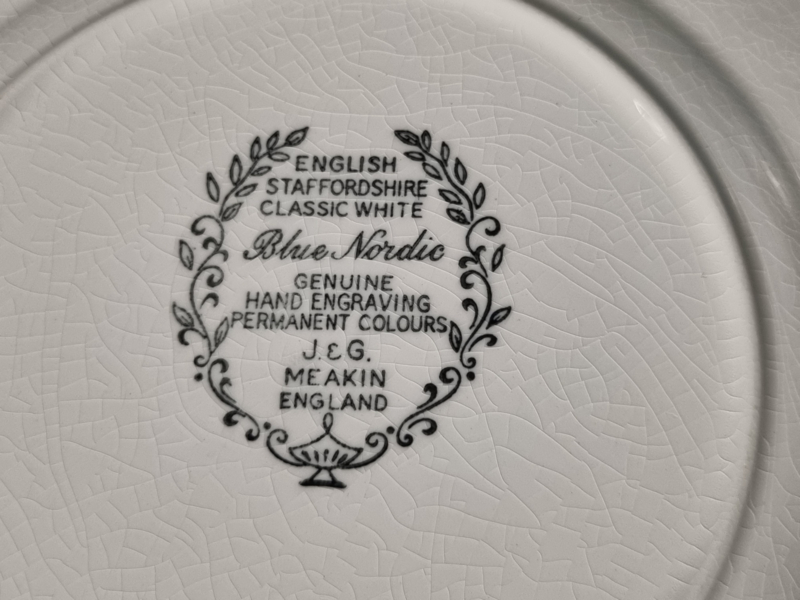 ENGLISH
STAFFORDSHIRE
CLASSIC WHITE
Blue Nordic
GENUINE
HAND ENGRAVING
PERMANENT COLOURS
J. & G.
MEAKIN
ENGLAND